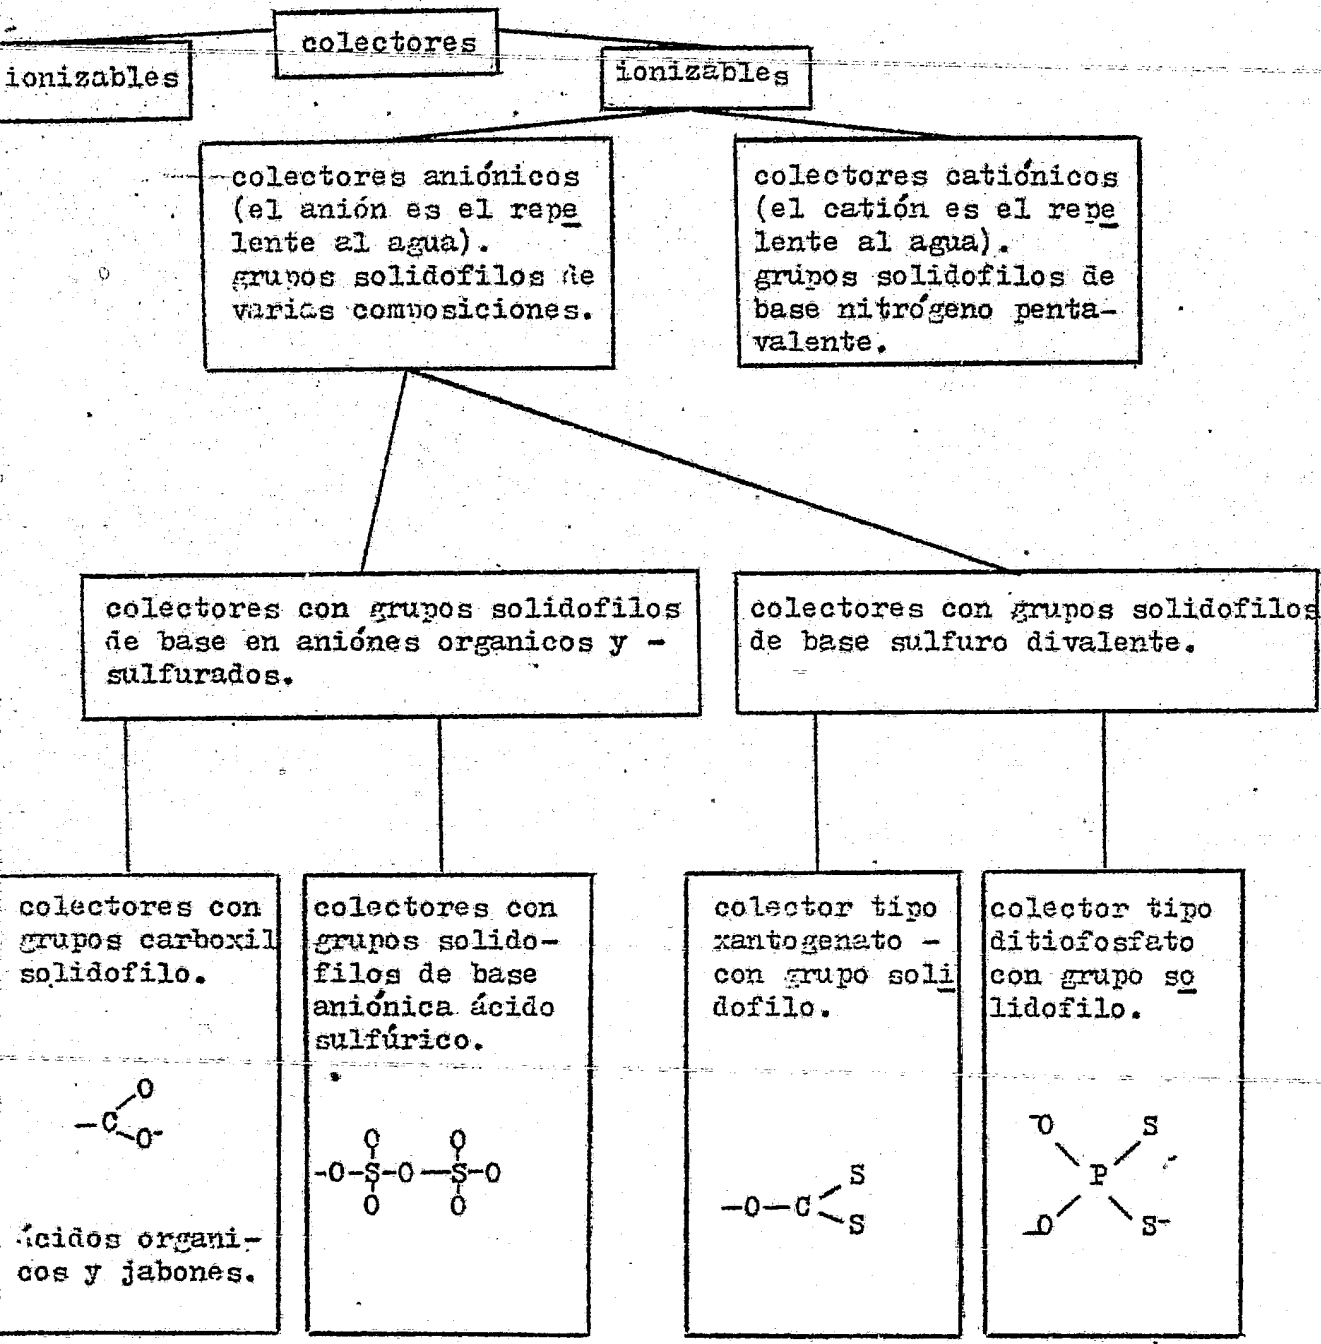 colectores
ionizables
ionizables
colectores aniónicos
(el anión es el repe
lente al agua).
grupos solidofilos de
varias composiciones.
colectores catiónicos
(el catión es el repe
lente al agua).
grupos solidofilos de
base nitrógeno penta-
valente.
colectores con grupos solidofilos
de base en aniónes organicos y -
sulfurados.
colectores con grupos solidofilos
de base sulfuro divalente.
colectores con
grupos carboxil
solidofilo.
-C
O
O-
ácidos organi-
cos y jabones.
colectores con
grupos solido-
filos de base
aniónica ácido
sulfúrico.
O O
-O-S-O-S-O
O O
colector tipo
xantogenato -
con grupo soli
dofilo.
S
-O-C
S
colector tipo
ditiofosfato
con grupo so
lidofilo.
-O S
P
-O S-